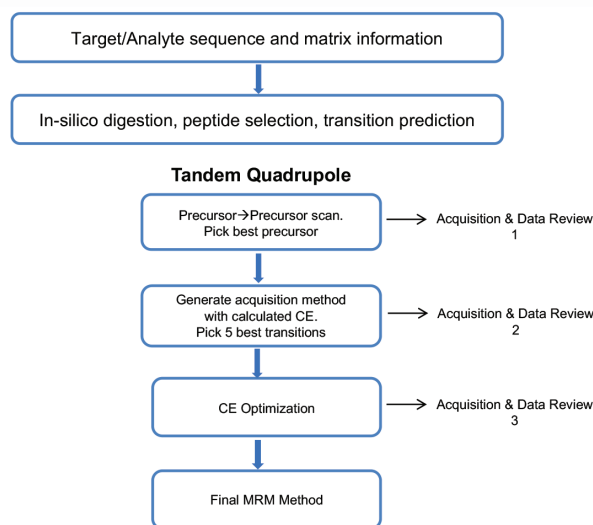 Target/Analyte sequence and matrix information
In-silico digestion, peptide selection, transition prediction
Tandem Quadrupole
Precursor→Precursor scan.
Pick best precursor
Acquisition & Data Review
1
Generate acquisition method
with calculated CE.
Pick 5 best transitions
Acquisition & Data Review
2
CE Optimization
Acquisition & Data Review
3
Final MRM Method